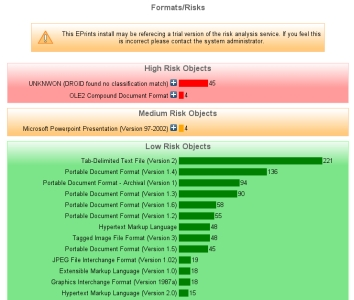 Formats/Risks
This EPrints install may be referecing a trial version of the risk analysis service. If you feel this
is incorrect please contact the system administrator.
High Risk Objects
UNKNWON (DROID found no classification match) 45
OLE2 Compound Document Format 4
Medium Risk Objects
Microsoft Powerpoint Presentation (Version 97-2002) 4
Low Risk Objects
Tab-Delimited Text File (Version 2) 221
Portable Document Format (Version 1.4) 136
Portable Document Format - Archival (Version 1) 94
Portable Document Format (Version 1.3) 90
Portable Document Format (Version 1.6) 58
Portable Document Format (Version 1.2) 55
Hypertext Markup Language 48
Tagged Image File Format (Version 3) 48
Portable Document Format (Version 1.5) 45
JPEG File Interchange Format (Version 1.02) 19
Extensible Markup Language (Version 1.0) 18
Graphics Interchange Format (Version 1987a) 18
Hypertext Markup Language (Version 2.0) 15